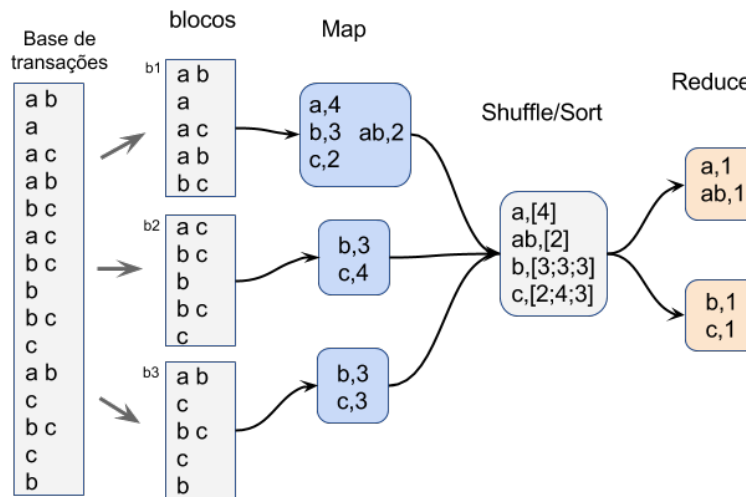 Base de
transações
a b
a
a c
a b
b c
a c
b c
b
b c
c
a b
c
b c
c
b
blocos
b1
a b
a
a c
a b
b c
b2
a c
b c
b
b c
c
b3
a b
c
b c
c
b
Map
a,4
b,3 ab,2
c,2
b,3
c,4
b,3
c,3
Shuffle/Sort
a,[4]
ab,[2]
b,[3;3;3]
c,[2;4;3]
Reduce
a,1
ab,1
b,1
c,1